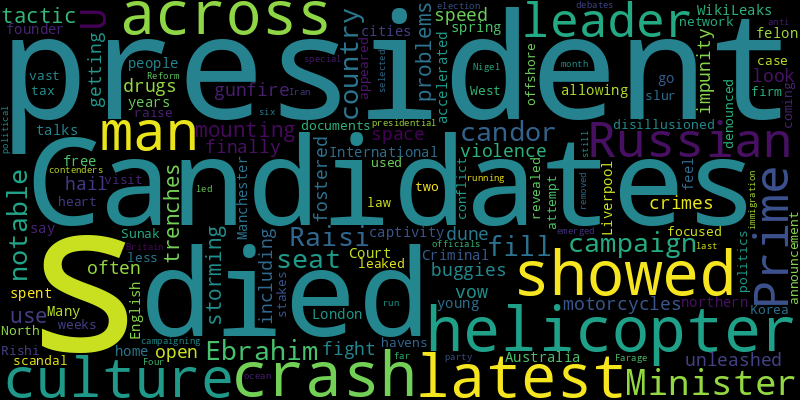 tactic
across
leader
WikiLeaks
debates
election
founder
U
speed
network
anti
spring
felon
president
vast
people
getting
Reform
drugs
tax
years
gunfire
country
appeared
cities
problems
accelerated
Nigel
West
offshore
month
selected
special
Iran
go
slur
allowing
impunity
case
look
firm
coming
political
talks
Because
man
mounting
finally
documents
presidential
space
six
candor
disillusioned
Russian
denounced
Candidates
free
contenders
hail
visit
heart
led
trenches
Manchester
International
fostered
used
two
law
running
violence
conflict
revealed
attempt
still
removed
Liverpool
feel
crimes
immigration
Prime
notable
say
Sunak
Britain
less
often
storming
including
Raisi
captivity
dune
emerged
campaign
focused
last
politics
announcement
seat
Court
officials
Criminal
leaked
fill
buggies
S
died
showed
spent
use
Many
weeks
English
North
Rishi
scandal
home
campaigning
Four
open
Ebrahim
stakes
London
run
fight
havens
far
vow
young
party
helicopter
motorcycles
northern
Korea
Australia
Farage
unleashed
culture
crash
ocean
latest
Minister